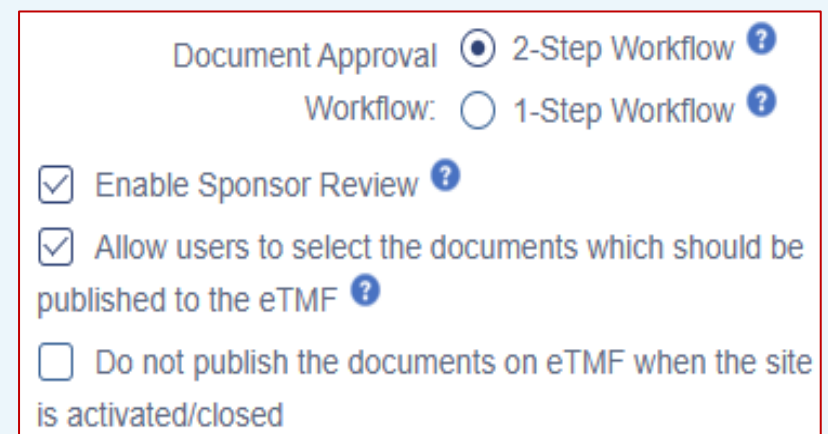 Document Approval 2-Step Workflow ?
Workflow: 1-Step Workflow ?
Enable Sponsor Review ?
Allow users to select the documents which should be
published to the eTMF ?
Do not publish the documents on eTMF when the site
is activated/closed